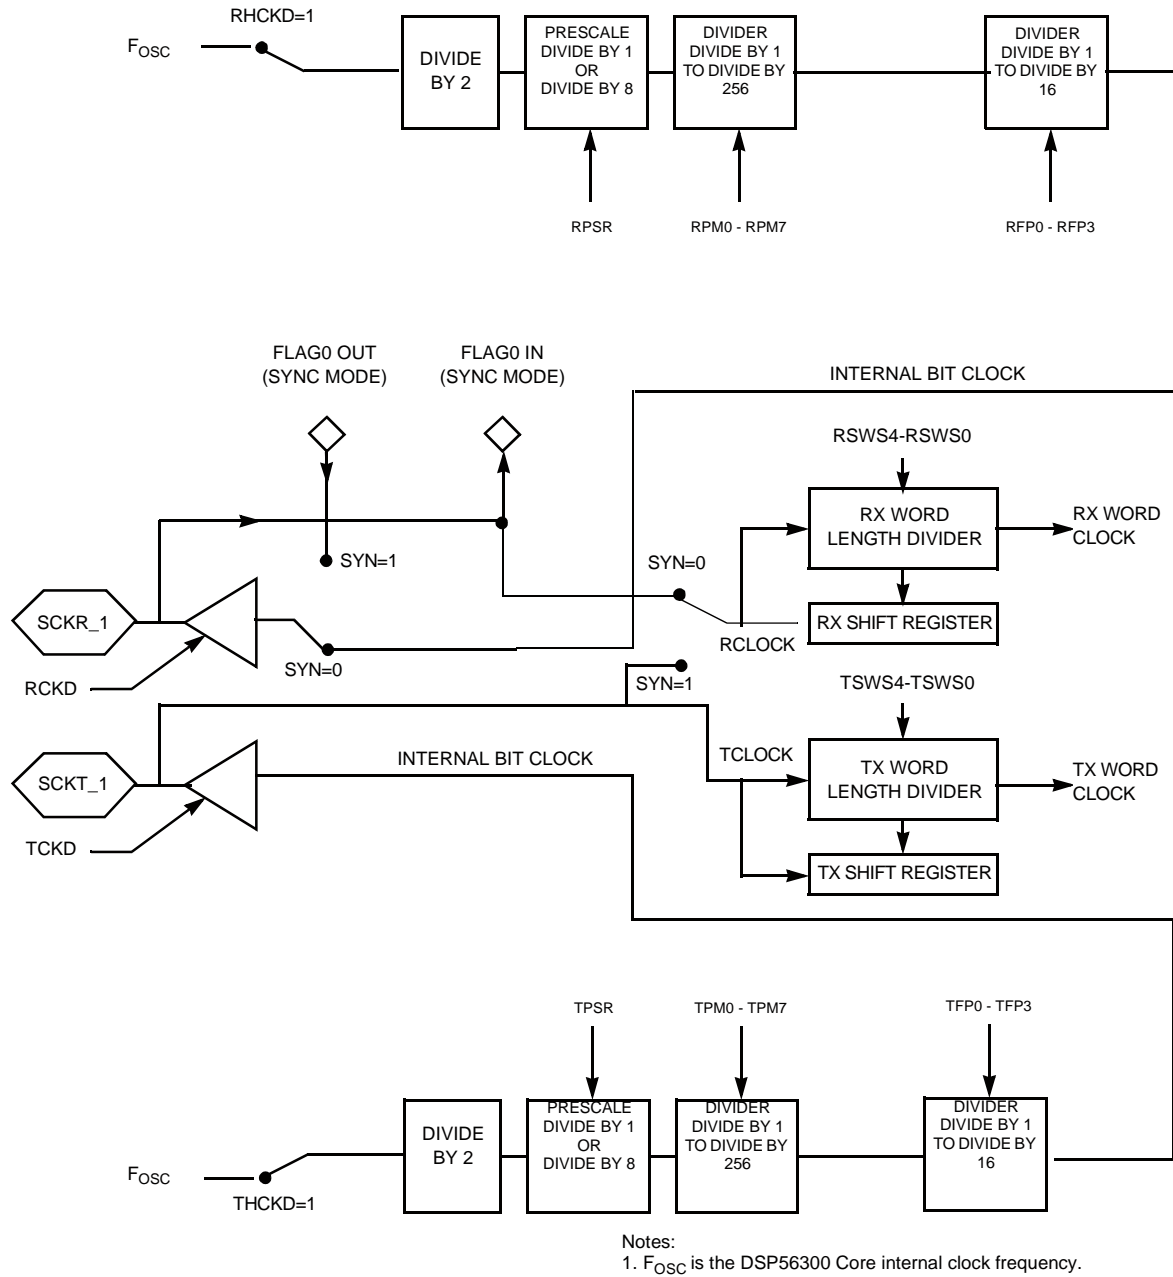 RHCKD=1
FOSC
DIVIDE
BY 2
PRESCALE
DIVIDE BY 1
OR
DIVIDE BY 8
DIVIDER
DIVIDE BY 1
TO DIVIDE BY
256
DIVIDER
DIVIDE BY 1
TO DIVIDE BY
16
RPSR
RPM0 - RPM7
RFP0 - RFP3
FLAG0 OUT
(SYNC MODE)
FLAG0 IN
(SYNC MODE)
INTERNAL BIT CLOCK
RSWS4-RSWS0
RX WORD
LENGTH DIVIDER
RX WORD
CLOCK
SYN=1
SYN=0
SCKR_1
RX SHIFT REGISTER
RCLOCK
SYN=0
RCKD
SYN=1
TSWS4-TSWS0
INTERNAL BIT CLOCK
TCLOCK
TX WORD
LENGTH DIVIDER
TX WORD
CLOCK
SCKT_1
TCKD
TX SHIFT REGISTER
TPSR
TPM0 - TPM7
TFP0 - TFP3
DIVIDE
BY 2
PRESCALE
DIVIDE BY 1
OR
DIVIDE BY 8
DIVIDER
DIVIDE BY 1
TO DIVIDE BY
256
DIVIDER
DIVIDE BY 1
TO DIVIDE BY
16
FOSC
THCKD=1
Notes:
1. FOSC is the DSP56300 Core internal clock frequency.